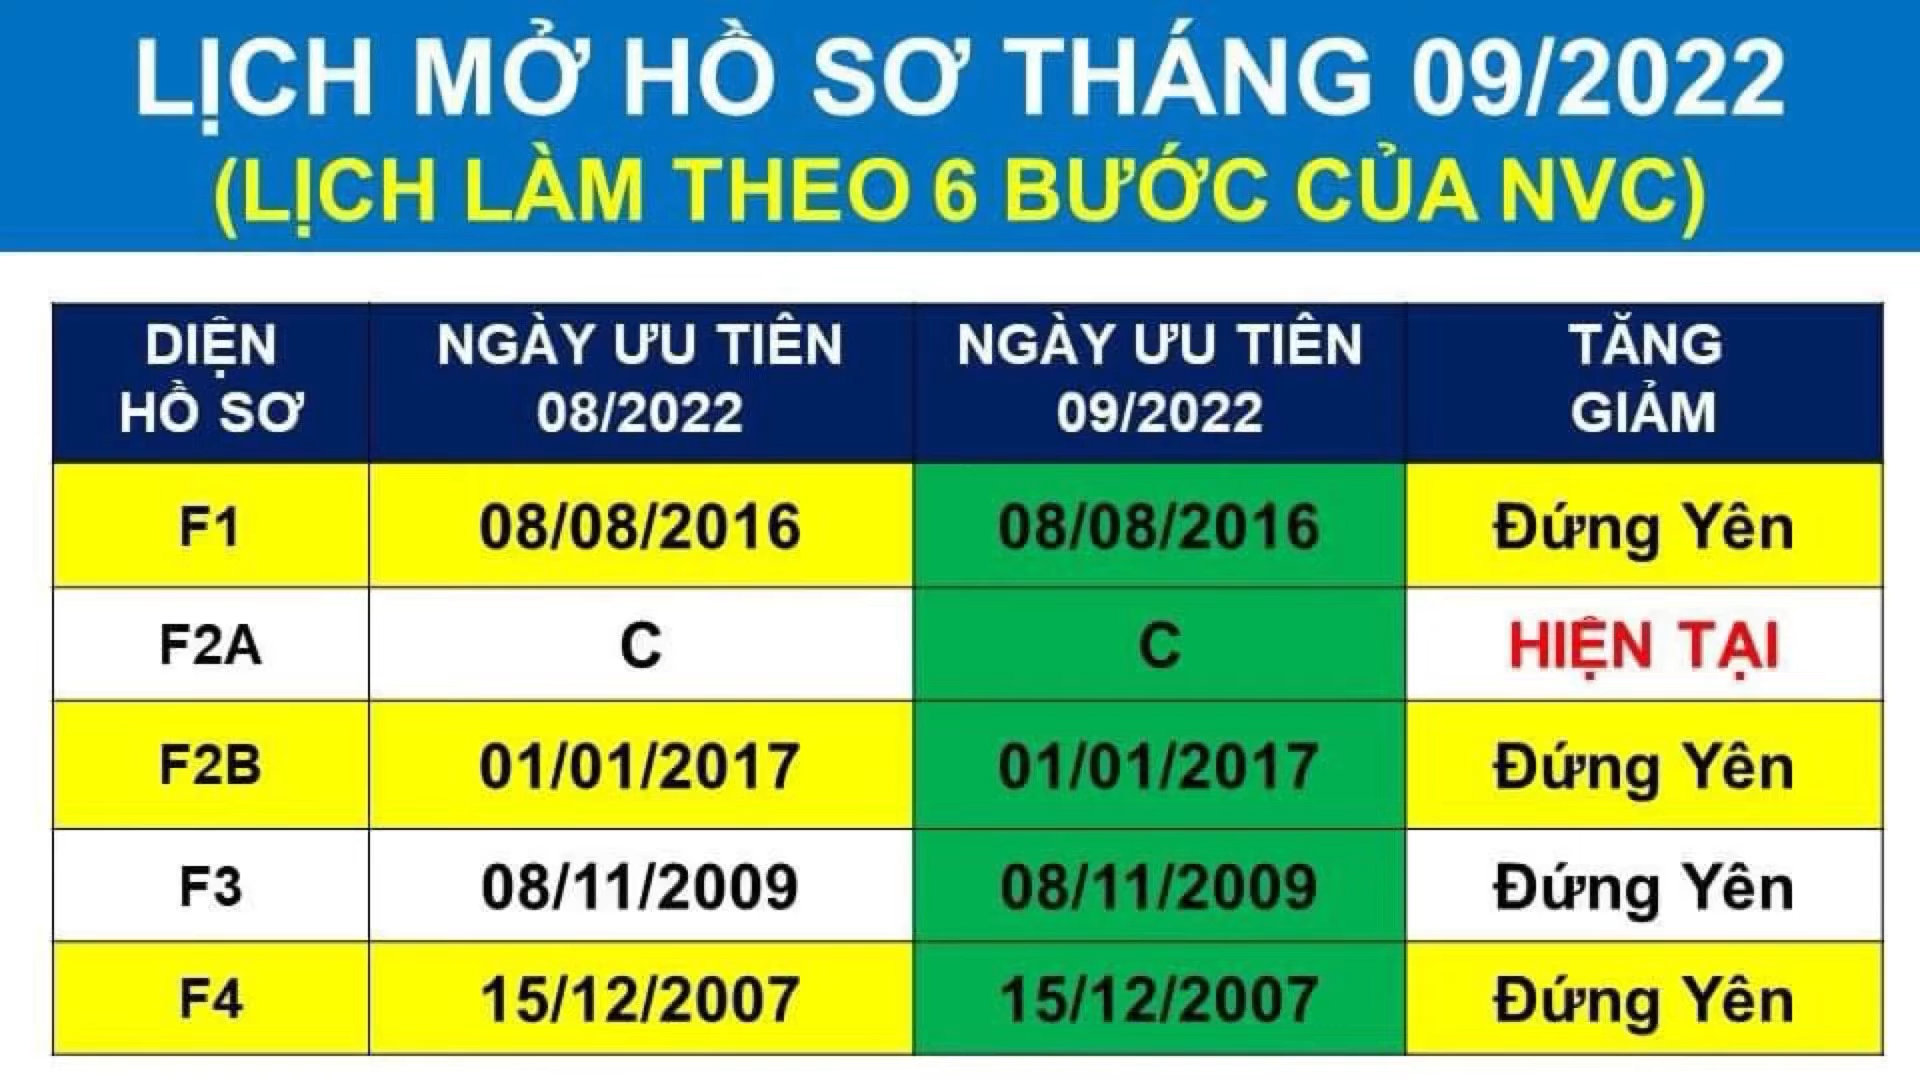 LỊCH MỞ HỒ SƠ THÁNG 09/2022
(LỊCH LÀM THEO 6 BƯỚC CỦA NVC)
DIỆN HỒ SƠ NGÀY ƯU TIÊN 08/2022 NGÀY ƯU TIÊN 09/2022 TĂNG GIẢM
F1 08/08/2016 08/08/2016 Đứng Yên
F2A C C HIỆN TẠI
F2B 01/01/2017 01/01/2017 Đứng Yên
F3 08/11/2009 08/11/2009 Đứng Yên
F4 15/12/2007 15/12/2007 Đứng Yên